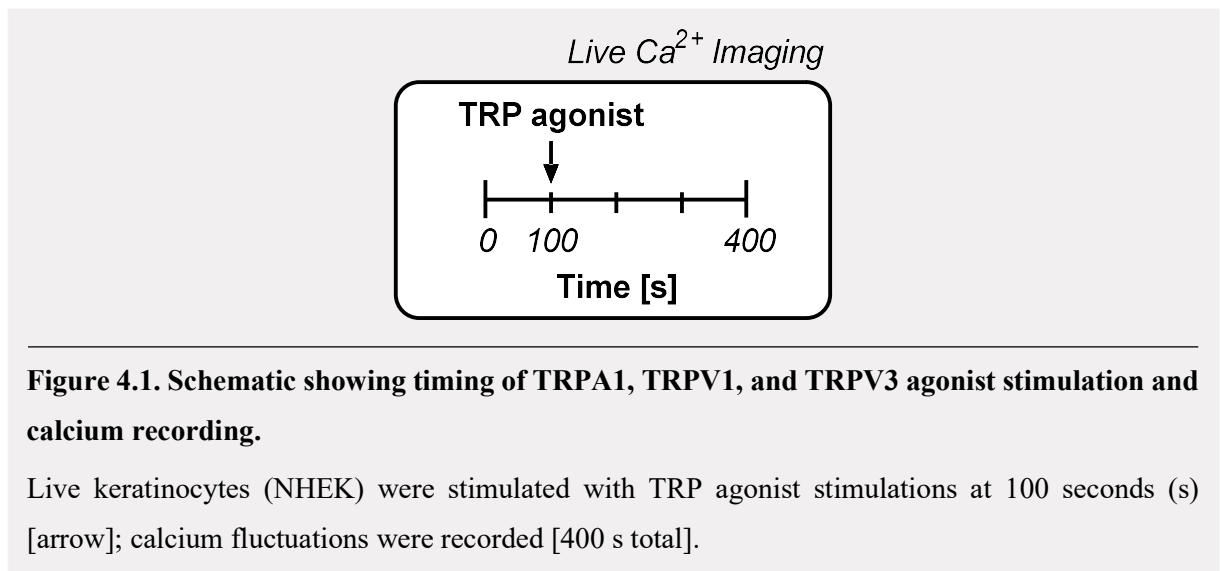 Live Ca²⁺ Imaging
TRP agonist
0 100 400
Time [s]
Figure 4.1. Schematic showing timing of TRPA1, TRPV1, and TRPV3 agonist stimulation and
calcium recording.
Live keratinocytes (NHEK) were stimulated with TRP agonist stimulations at 100 seconds (s)
[arrow]; calcium fluctuations were recorded [400 s total].